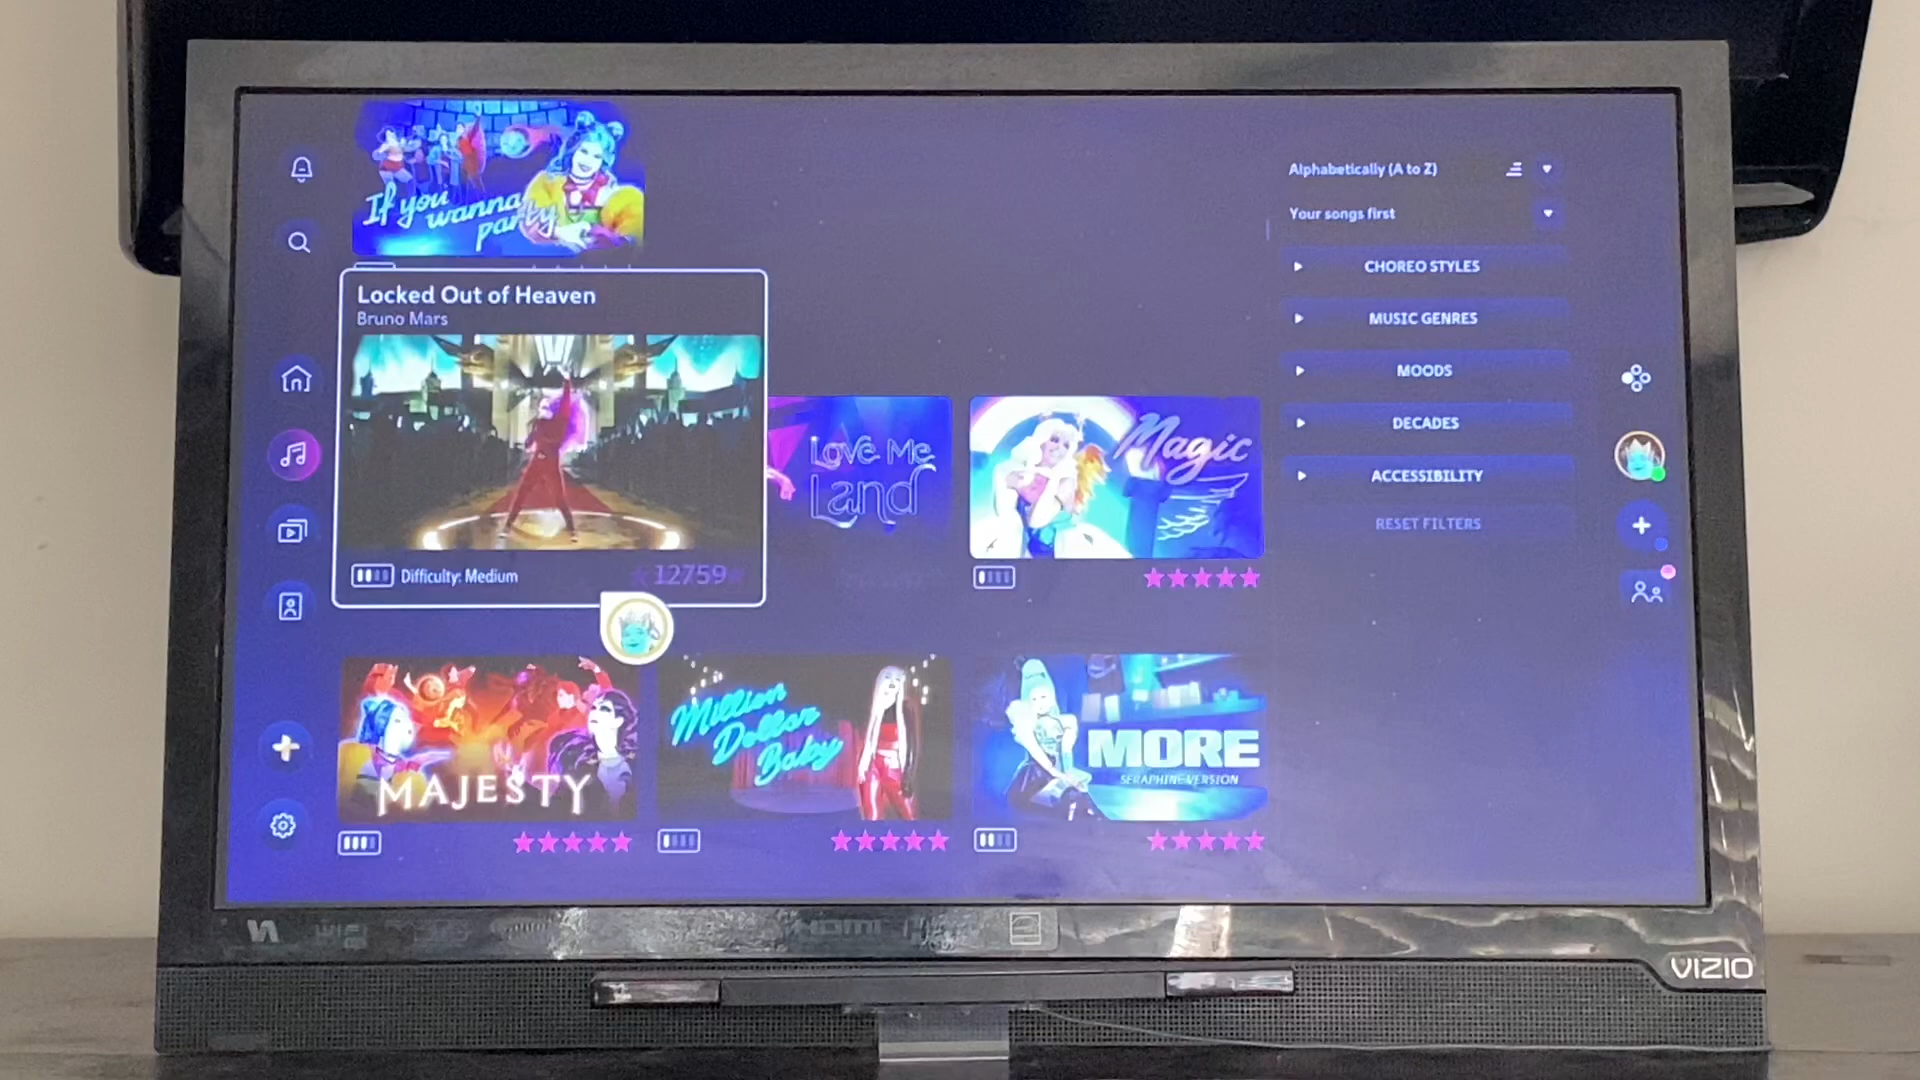 If you
wanna
party
Alphabetically (A to Z)
Your songs first
CHOREO STYLES
MUSIC GENRES
MOODS
DECADES
ACCESSIBILITY
RESET FILTERS
Locked Out of Heaven
Bruno Mars
Difficulty: Medium
12759
Love Me
Land
Magic
MAJESTY
Million
Dollar
Baby
MORE
SERAPHINE VERSION
HDMI
VIZIO